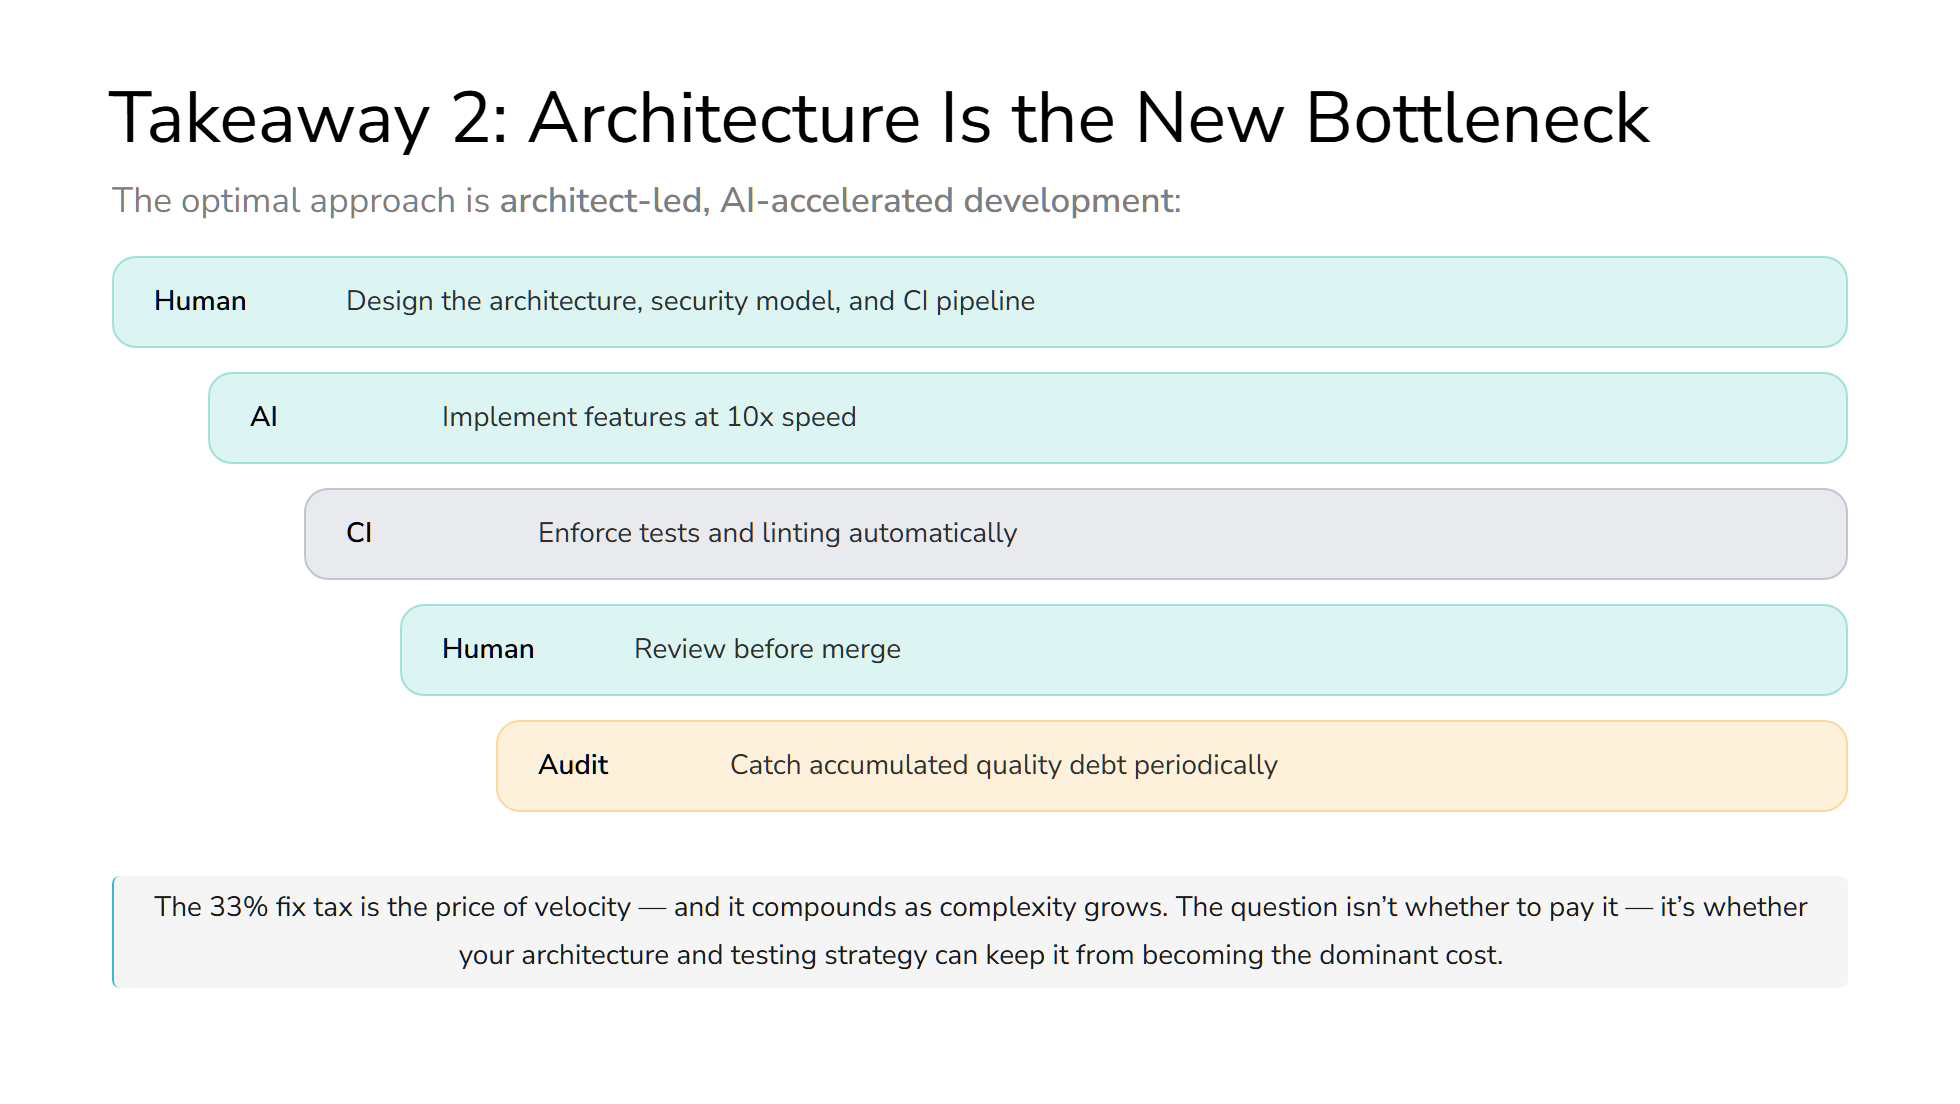 Takeaway 2: Architecture Is the New Bottleneck
The optimal approach is architect-led, AI-accelerated development:
Human Design the architecture, security model, and CI pipeline
AI Implement features at 10x speed
CI Enforce tests and linting automatically
Human Review before merge
Audit Catch accumulated quality debt periodically
The 33% fix tax is the price of velocity — and it compounds as complexity grows. The question isn’t whether to pay it — it’s whether
your architecture and testing strategy can keep it from becoming the dominant cost.